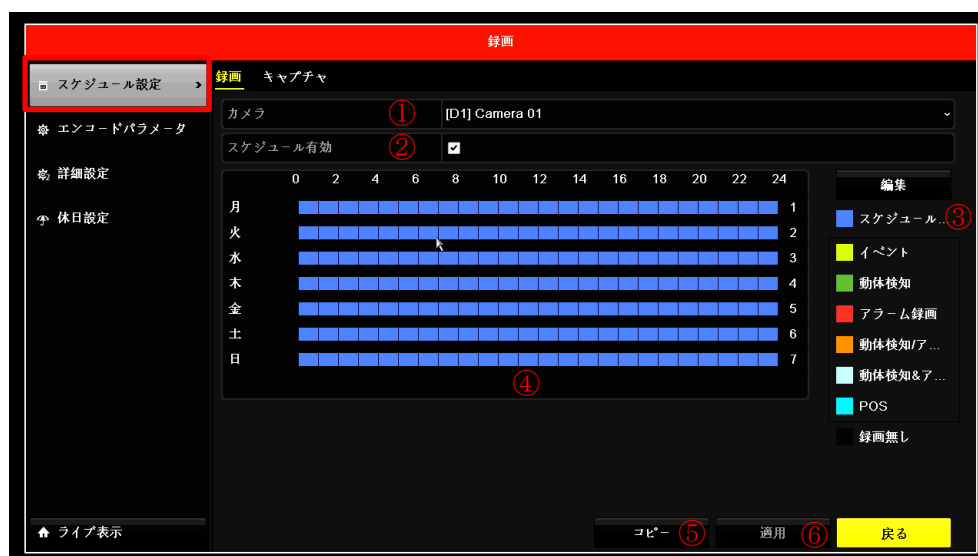 録画
スケジュール設定 >
エンコードパラメータ
詳細設定
休日設定
ライブ表示
録画 キャプチャ
カメラ ① [D1] Camera 01
スケジュール有効 ②
0 2 4 6 8 10 12 14 16 18 20 22 24
月 1
火 2
水 3
木 4
金 5
土 6
日 7
④
編集
スケジュール... ③
イベント
動体検知
アラーム録画
動体検知/ア...
動体検知&ア...
POS
録画無し
コピー ⑤
適用 ⑥
戻る